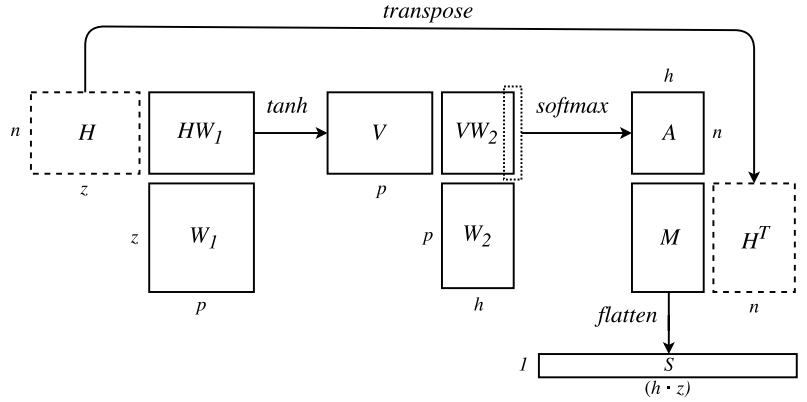 transpose
h
n H HW₁ tanh V VW₂ softmax A n
z p
z W₁ p W₂ M Hᵀ
p h n
flatten
1 S
(h · z)